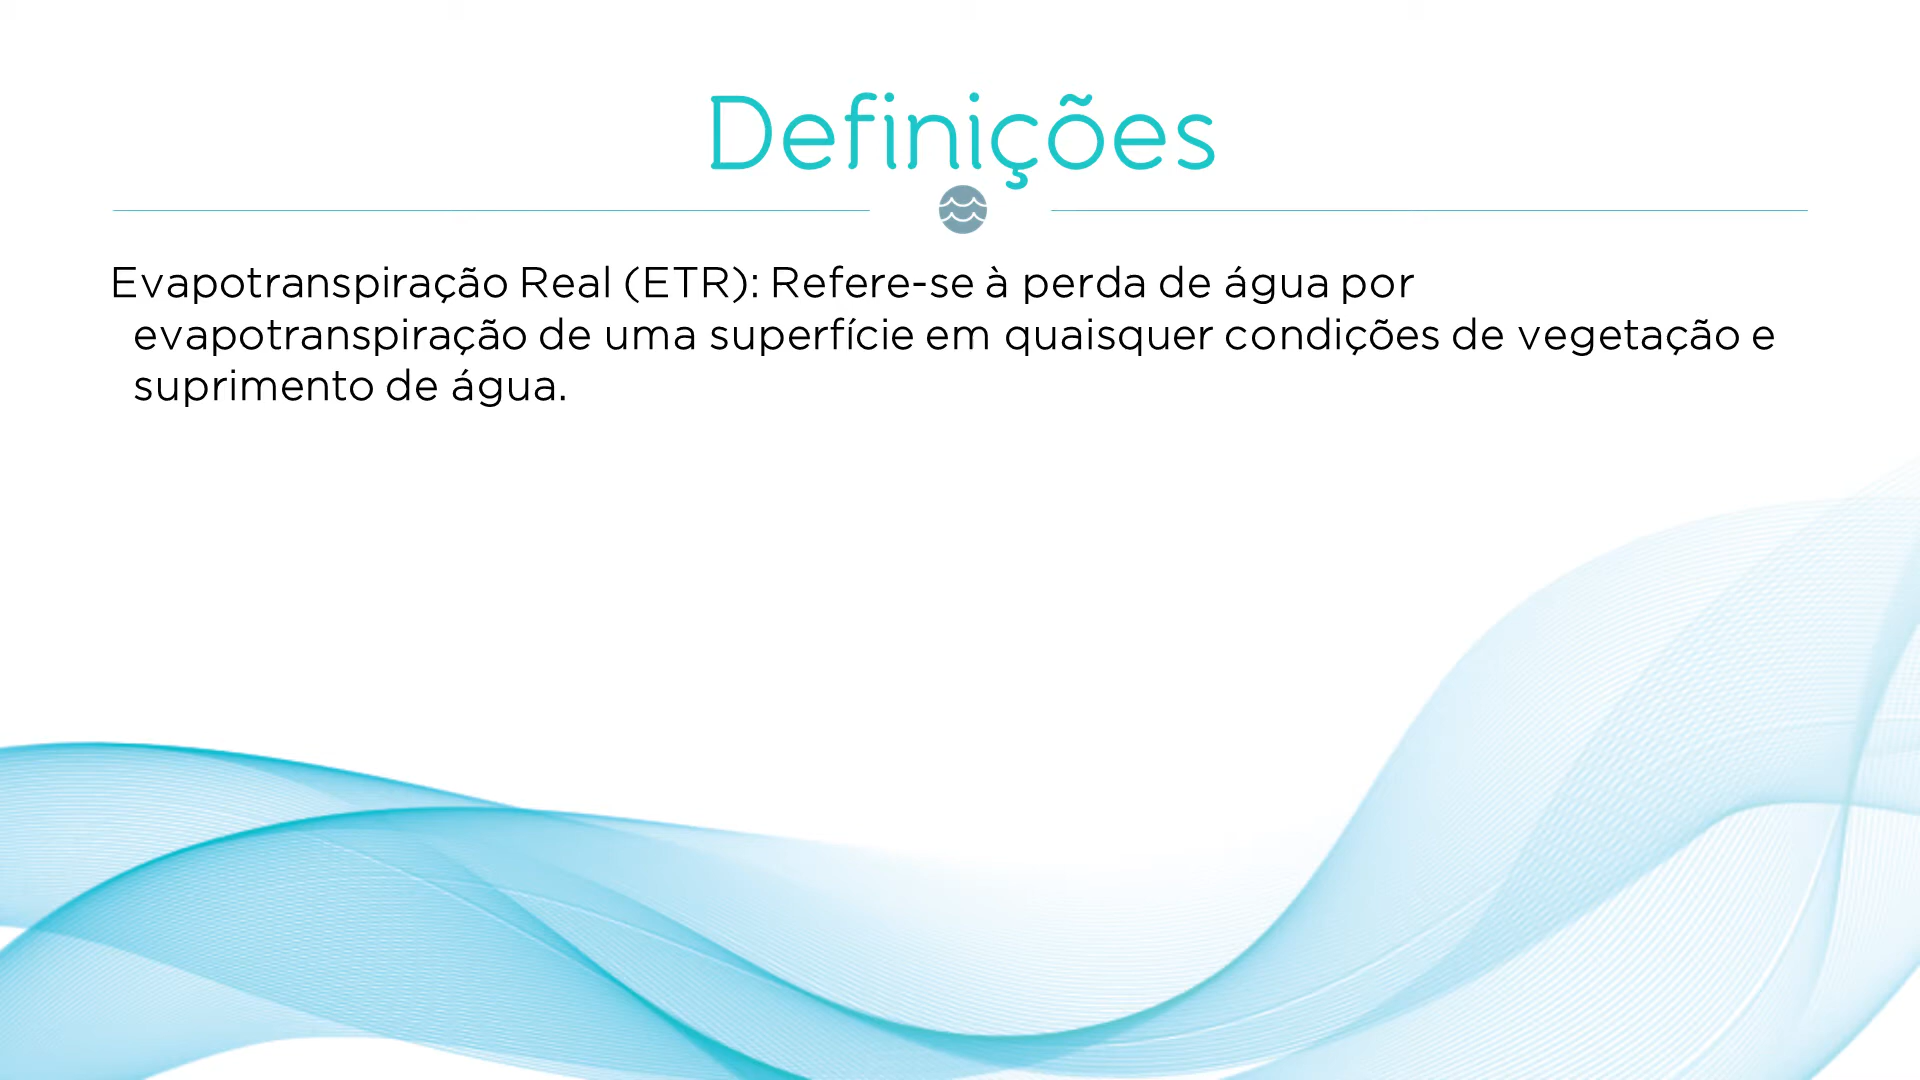 Definições
Evapotranspiração Real (ETR): Refere-se à perda de água por
evapotranspiração de uma superfície em quaisquer condições de vegetação e
suprimento de água.